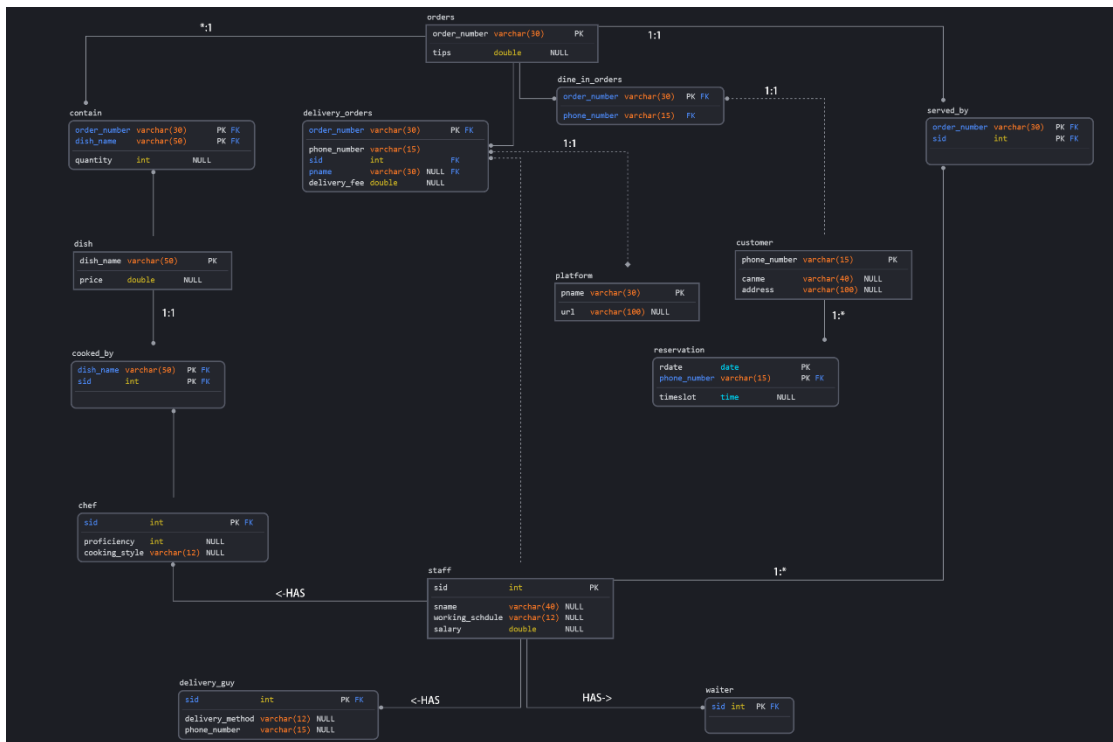 orders
order_number varchar(30) PK
tips double NULL
*:1
1:1
dine_in_orders
order_number varchar(30) PK FK
phone_number varchar(15) FK
1:1
contain
order_number varchar(30) PK FK
dish_name varchar(50) PK FK
quantity int NULL
delivery_orders
order_number varchar(30) PK FK
phone_number varchar(15)
sid int FK
pname varchar(30) NULL FK
delivery_fee double NULL
1:1
served_by
order_number varchar(30) PK FK
sid int PK FK
dish
dish_name varchar(50) PK
price double NULL
1:1
platform
pname varchar(30) PK
url varchar(100) NULL
customer
phone_number varchar(15) PK
canme varchar(40) NULL
address varchar(100) NULL
1:*
cooked_by
dish_name varchar(50) PK FK
sid int PK FK
reservation
rdate date PK
phone_number varchar(15) PK FK
timeslot time NULL
chef
sid int PK FK
proficiency int NULL
cooking_style varchar(12) NULL
<-HAS
staff
sid int PK
sname varchar(40) NULL
working_schdule varchar(12) NULL
salary double NULL
1:*
delivery_guy
sid int PK FK
delivery_method varchar(12) NULL
phone_number varchar(15) NULL
<-HAS
HAS->
waiter
sid int PK FK